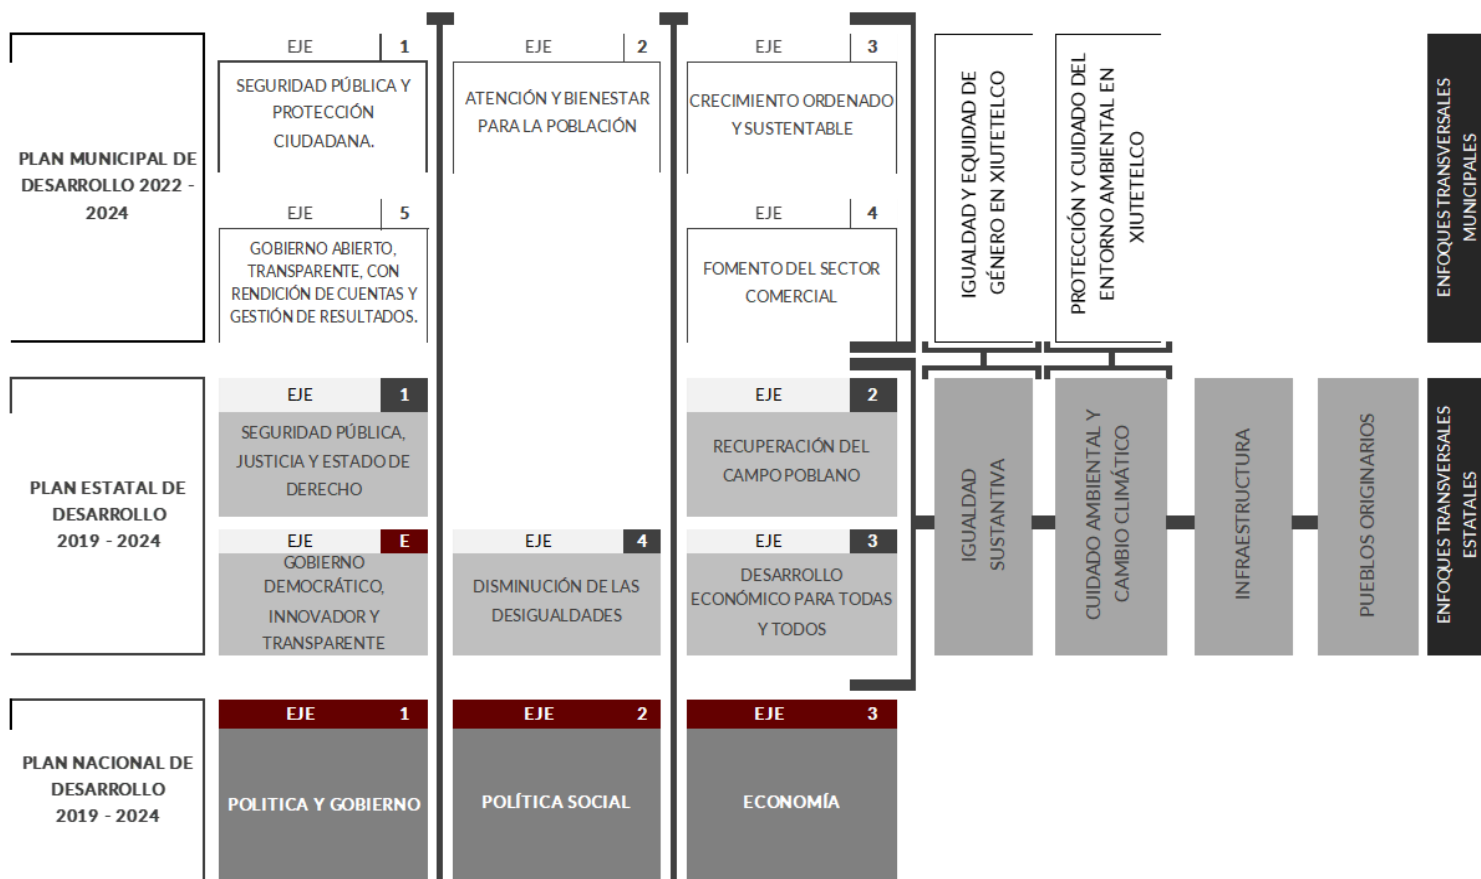 PLAN MUNICIPAL DE
DESARROLLO 2022 -
2024
EJE 1
SEGURIDAD PÚBLICA Y
PROTECCIÓN
CIUDADANA.
EJE 2
ATENCIÓN Y BIENESTAR
PARA LA POBLACIÓN
EJE 3
CRECIMIENTO ORDENADO
Y SUSTENTABLE
EJE 5
GOBIERNO ABIERTO,
TRANSPARENTE, CON
RENDICIÓN DE CUENTAS Y
GESTIÓN DE RESULTADOS.
EJE 4
FOMENTO DEL SECTOR
COMERCIAL
IGUALDAD Y EQUIDAD DE
GÉNERO EN XIUTETELCO
PROTECCIÓN Y CUIDADO DEL
ENTORNO AMBIENTAL EN
XIUTETELCO
ENFOQUES TRANSVERSALES
MUNICIPALES
PLAN ESTATAL DE
DESARROLLO
2019 - 2024
EJE 1
SEGURIDAD PÚBLICA,
JUSTICIA Y ESTADO DE
DERECHO
EJE 2
RECUPERACIÓN DEL
CAMPO POBLANO
EJE E
GOBIERNO
DEMOCRÁTICO,
INNOVADOR Y
TRANSPARENTE
EJE 4
DISMINUCIÓN DE LAS
DESIGUALDADES
EJE 3
DESARROLLO
ECONÓMICO PARA TODAS
Y TODOS
IGUALDAD
SUSTANTIVA
CUIDADO AMBIENTAL Y
CAMBIO CLIMÁTICO
INFRAESTRUCTURA
PUEBLOS ORIGINARIOS
ENFOQUES TRANSVERSALES
ESTATALES
PLAN NACIONAL DE
DESARROLLO
2019 - 2024
EJE 1
POLITICA Y GOBIERNO
EJE 2
POLÍTICA SOCIAL
EJE 3
ECONOMÍA